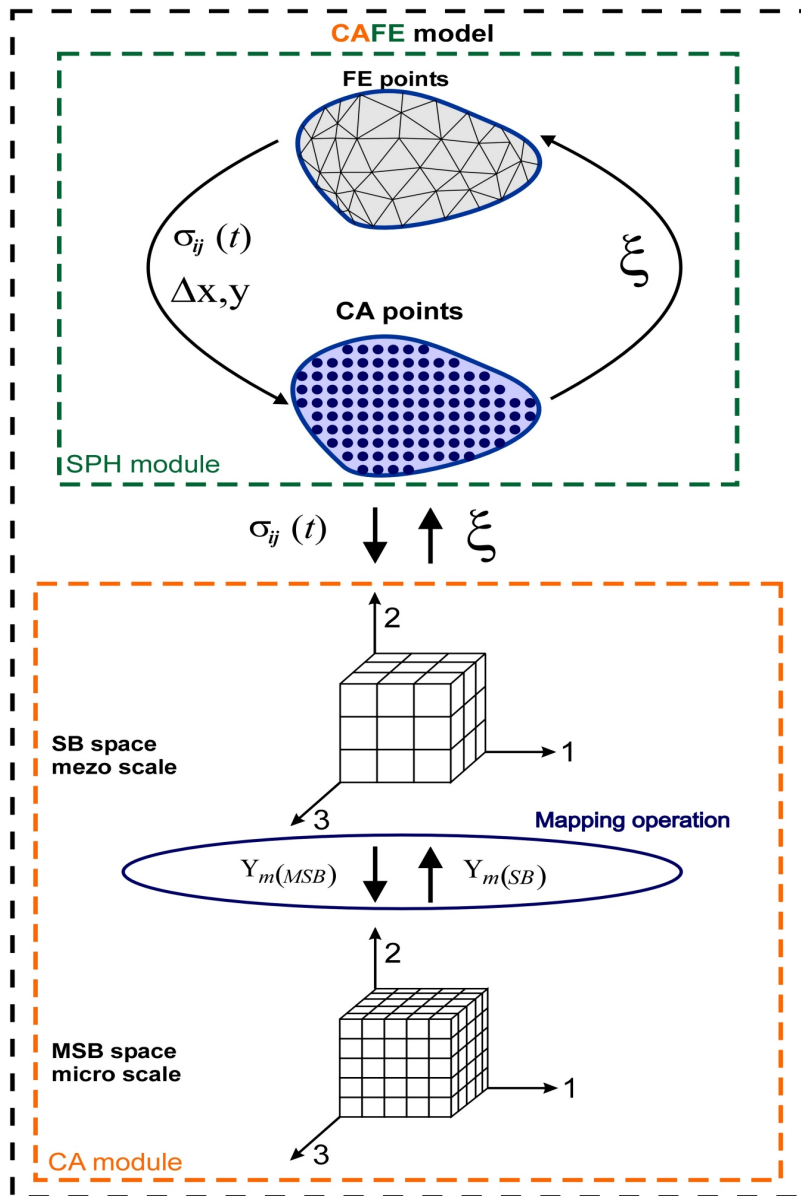 CAFE model
FE points
σij (t)
Δx,y
ξ
CA points
SPH module
σij (t)
ξ
2
SB space
mezo scale
1
3
Mapping operation
Ym(MSB)
Ym(SB)
2
MSB space
micro scale
1
3
CA module